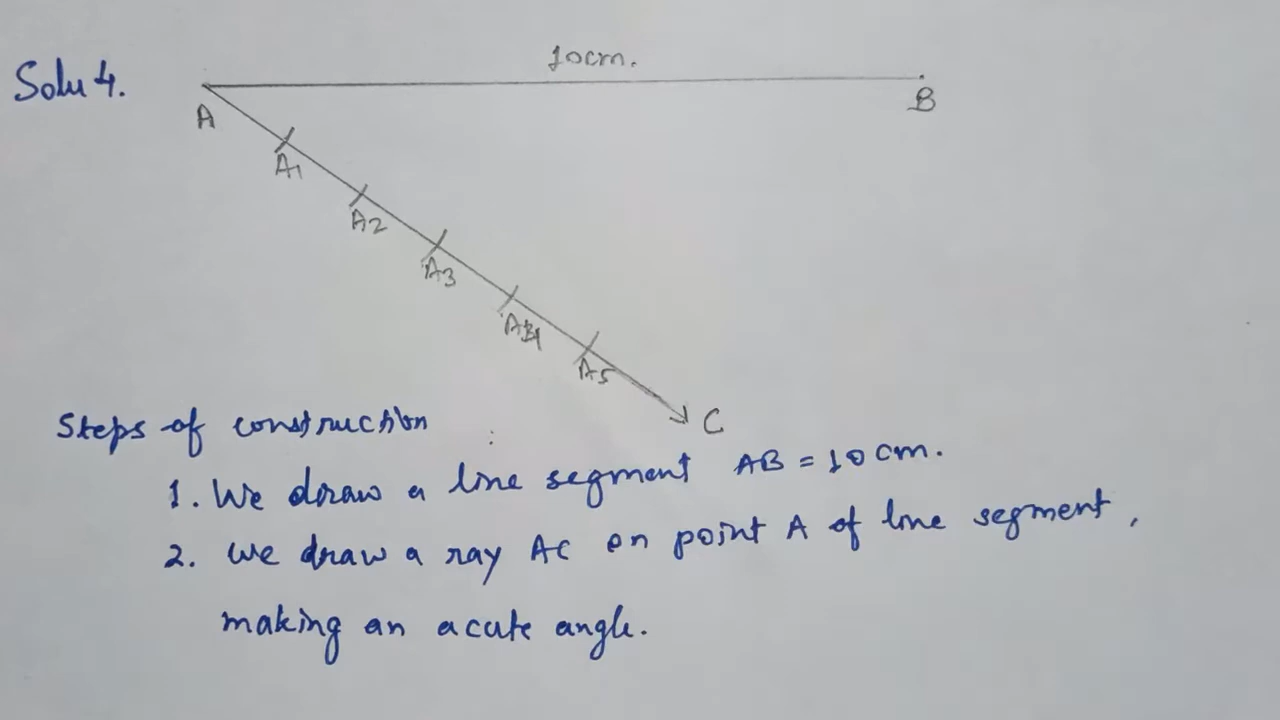 10cm.
Solu 4.
A
B
A1
A2
A3
A4
A5
C
Steps of construction
1. We draw a line segment AB = 10 cm.
2. We draw a ray AC on point A of line segment,
making an acute angle.